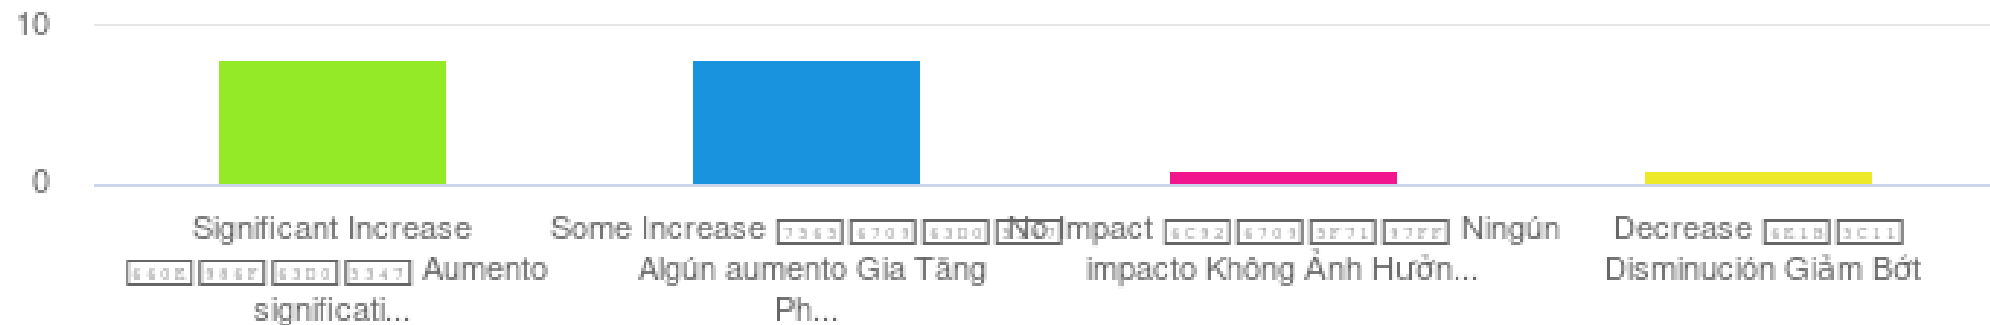 10
0
Significant Increase
Aumento
significati...
Some Increase
Algún aumento Gia Tăng
Ph...
No Impact Ningún
impacto Không Ảnh Hưởn...
Decrease
Disminución Giảm Bớt